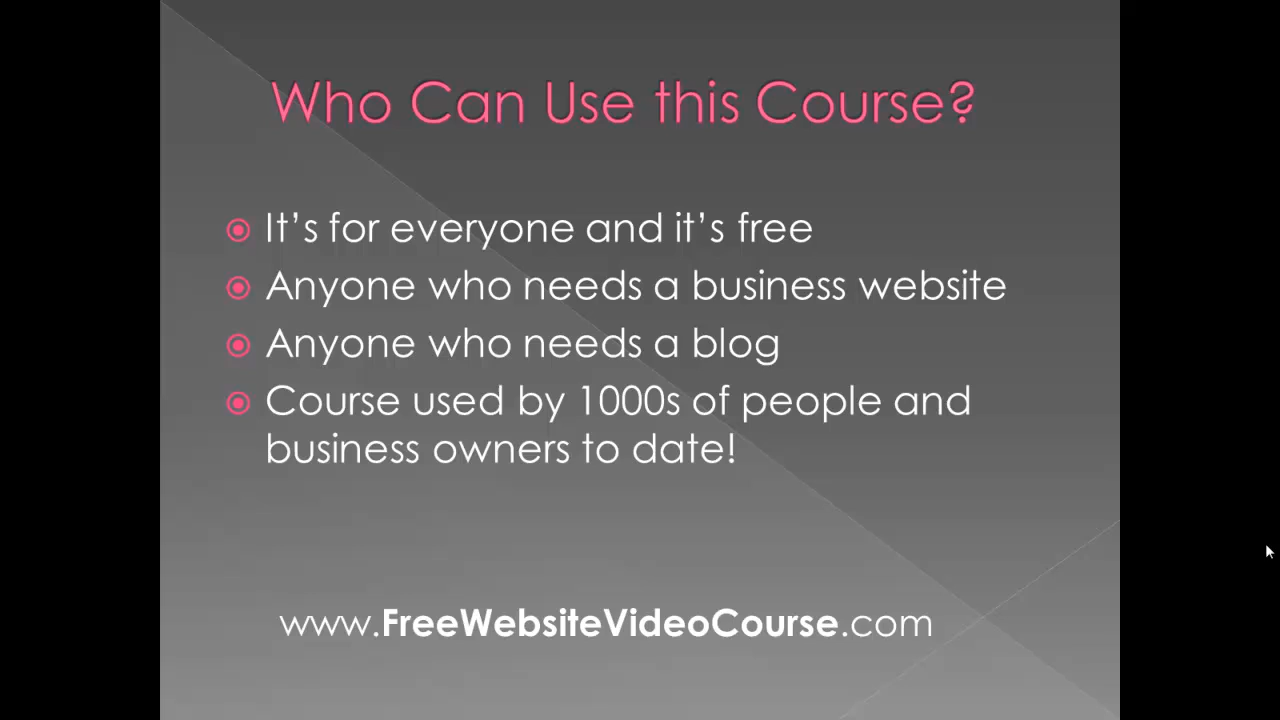 Who Can Use this Course?
It’s for everyone and it’s free
Anyone who needs a business website
Anyone who needs a blog
Course used by 1000s of people and
business owners to date!
www.FreeWebsiteVideoCourse.com